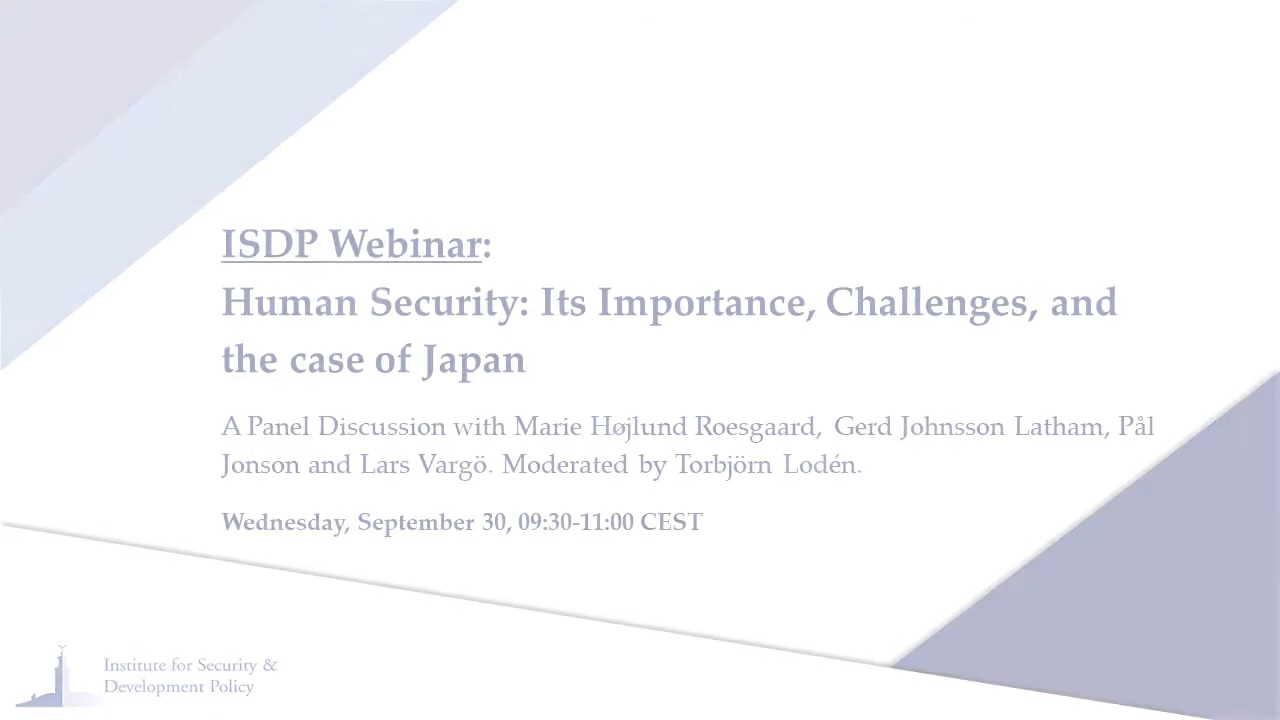 ISDP Webinar:
Human Security: Its Importance, Challenges, and
the case of Japan
A Panel Discussion with Marie Højlund Roesgaard, Gerd Johnsson Latham, Pål
Jonson and Lars Vargö. Moderated by Torbjörn Lodén.
Wednesday, September 30, 09:30-11:00 CEST
Institute for Security &
Development Policy